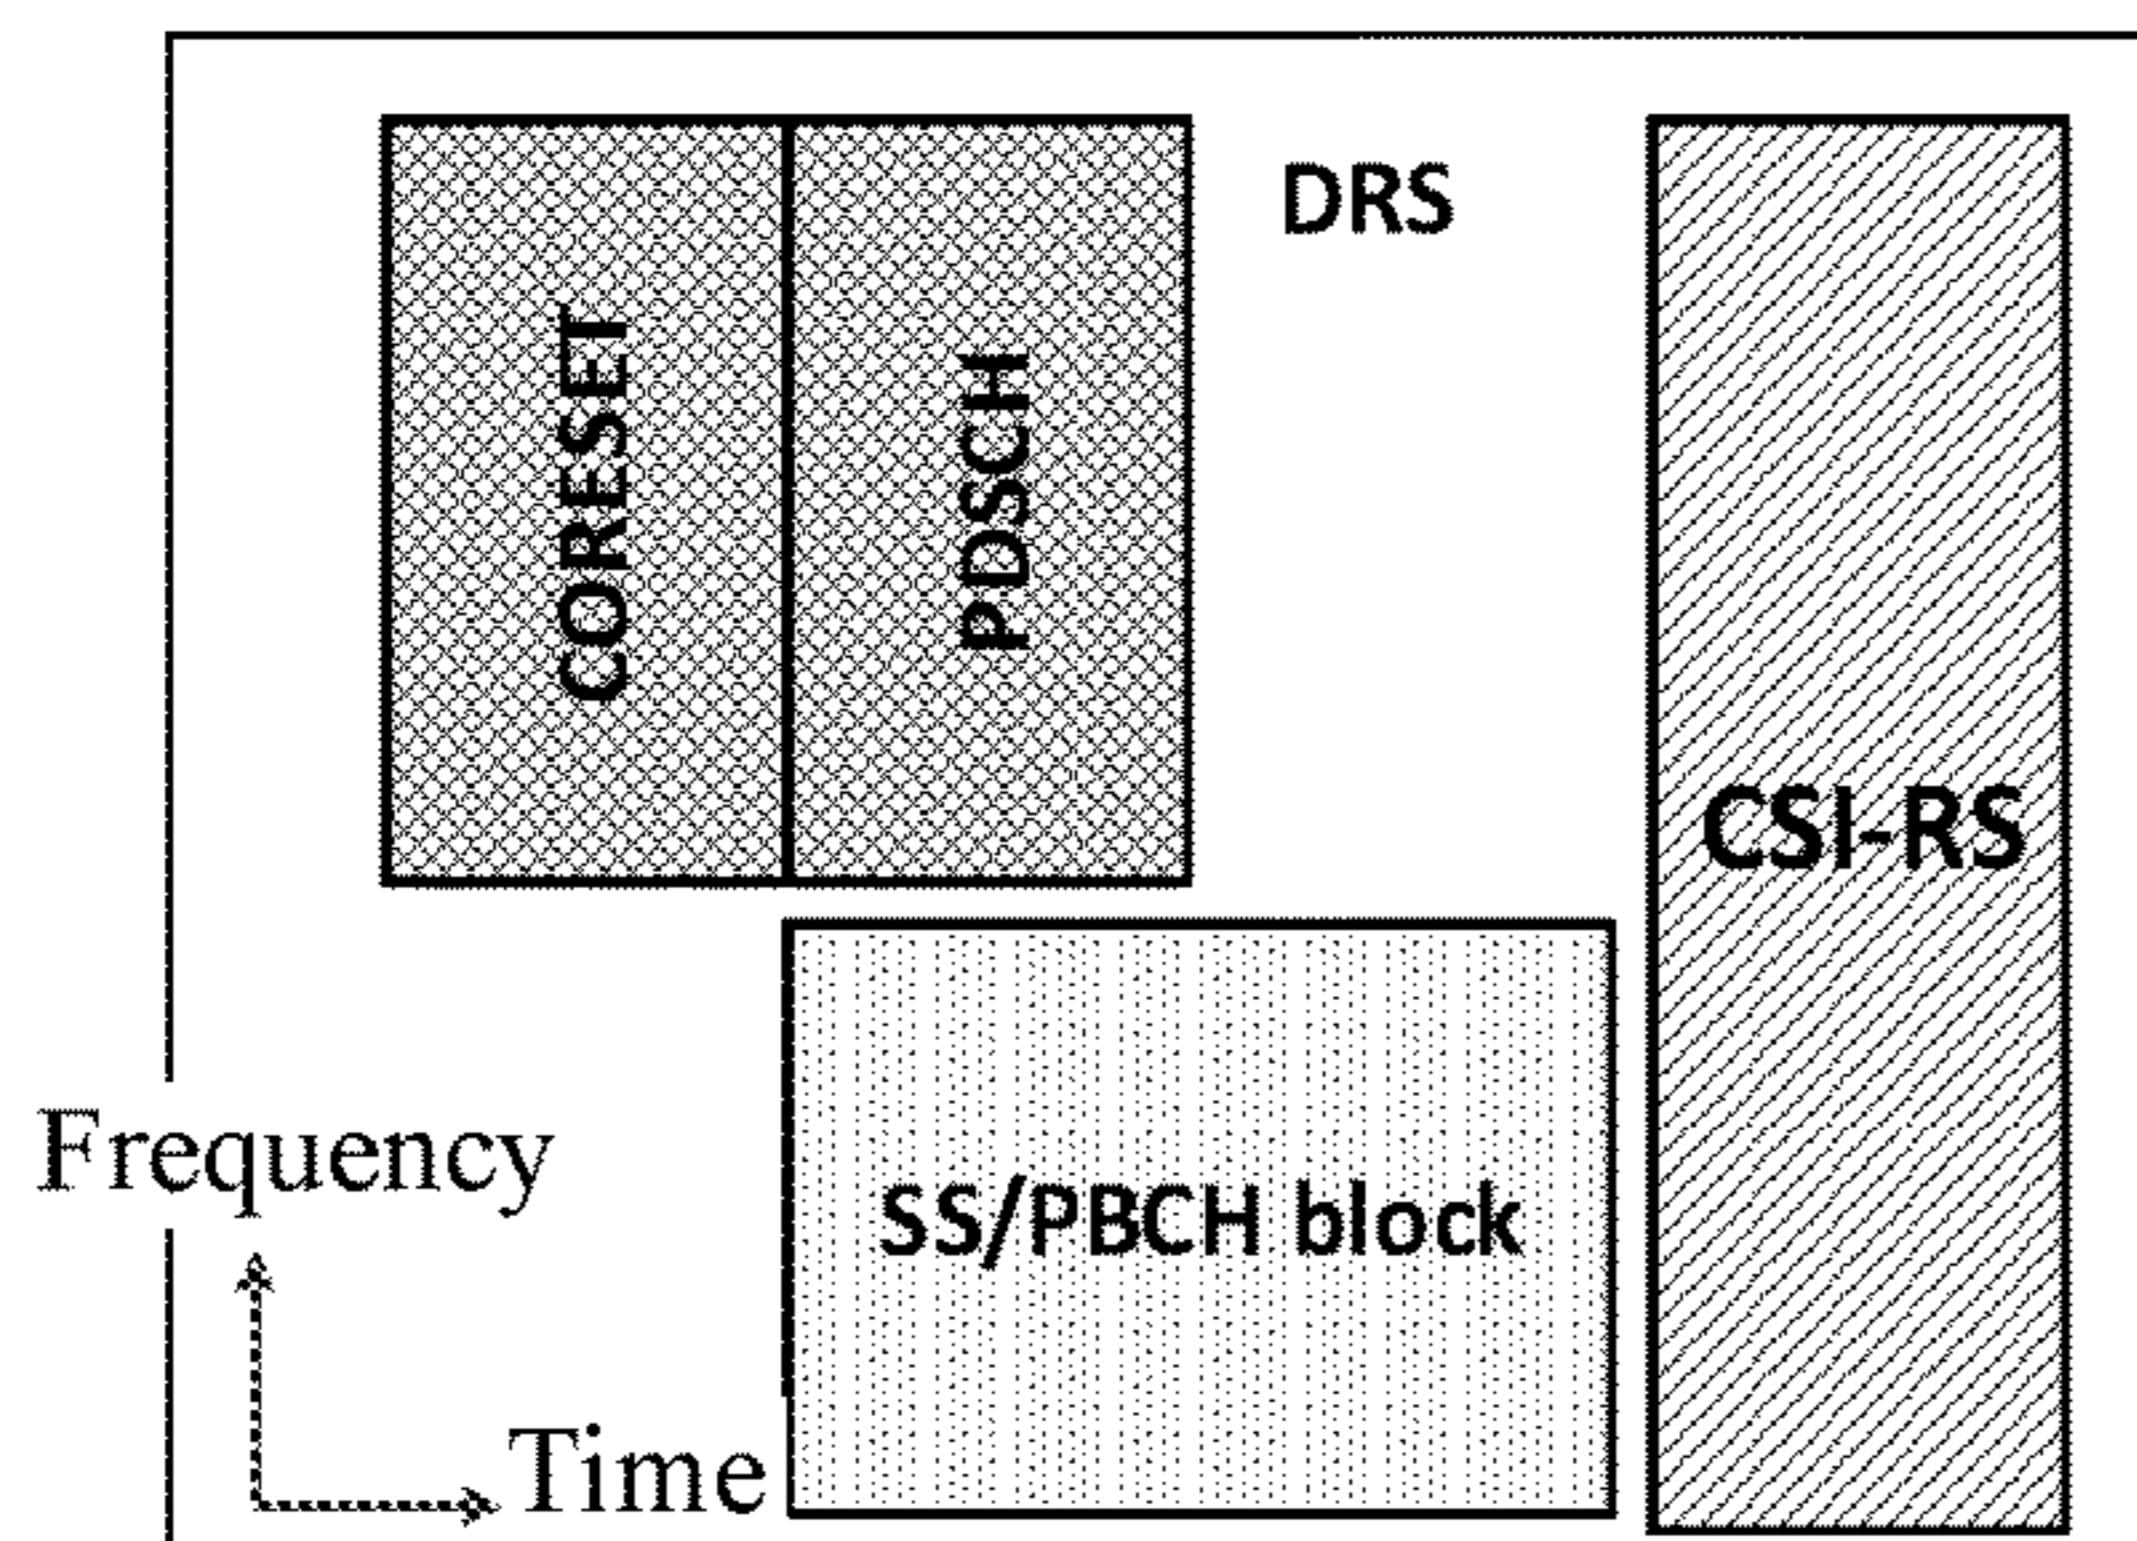 DRS
CORESET
PDSCH
CSI-RS
Frequency
SS/PBCH block
Time